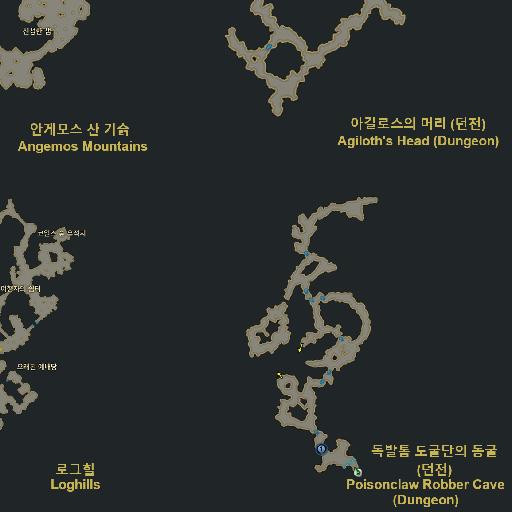 안게모스 산 기슭
Angemos Mountains
아길로스의 머리 (던전)
Agiloth's Head (Dungeon)
로그힐
Loghills
독발톱 도굴단의 동굴
(던전)
Poisonclaw Robber Cave
(Dungeon)